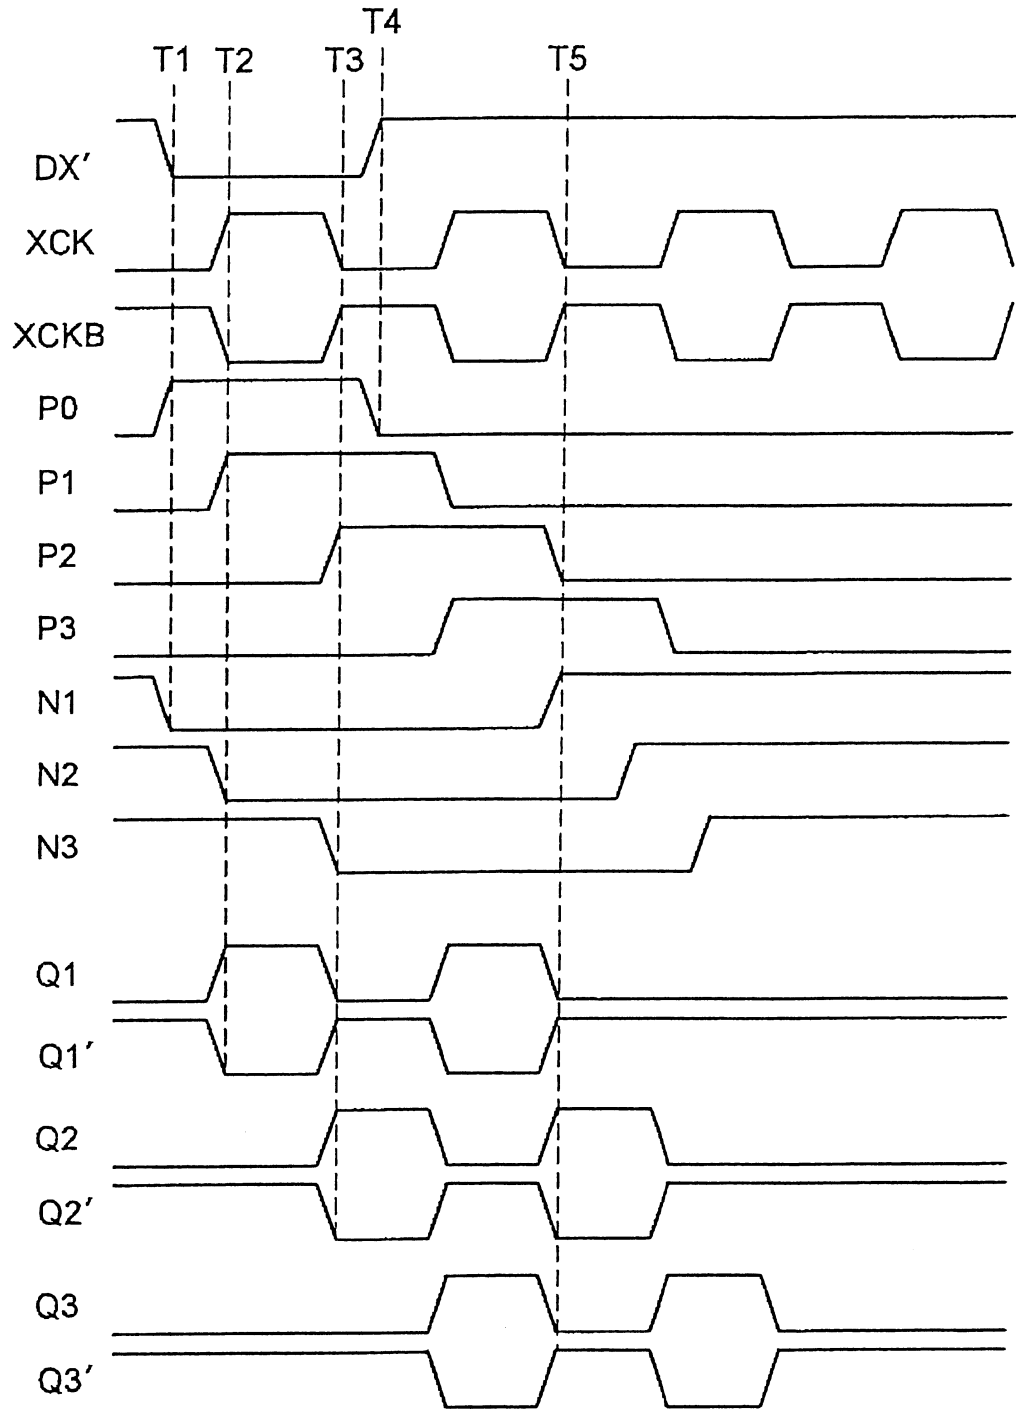 T1 T2 T3 T4 T5
DX′
XCK
XCKB
P0
P1
P2
P3
N1
N2
N3
Q1
Q1′
Q2
Q2′
Q3
Q3′